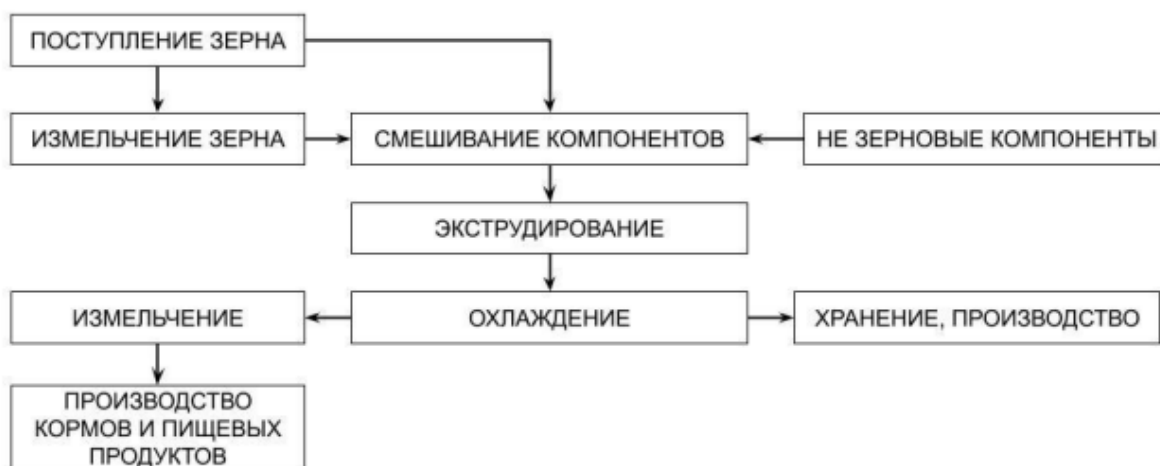 ПОСТУПЛЕНИЕ ЗЕРНА
ИЗМЕЛЬЧЕНИЕ ЗЕРНА
СМЕШИВАНИЕ КОМПОНЕНТОВ
НЕ ЗЕРНОВЫЕ КОМПОНЕНТЫ
ЭКСТРУДИРОВАНИЕ
ИЗМЕЛЬЧЕНИЕ
ОХЛАЖДЕНИЕ
ХРАНЕНИЕ, ПРОИЗВОДСТВО
ПРОИЗВОДСТВО
КОРМОВ И ПИЩЕВЫХ
ПРОДУКТОВ